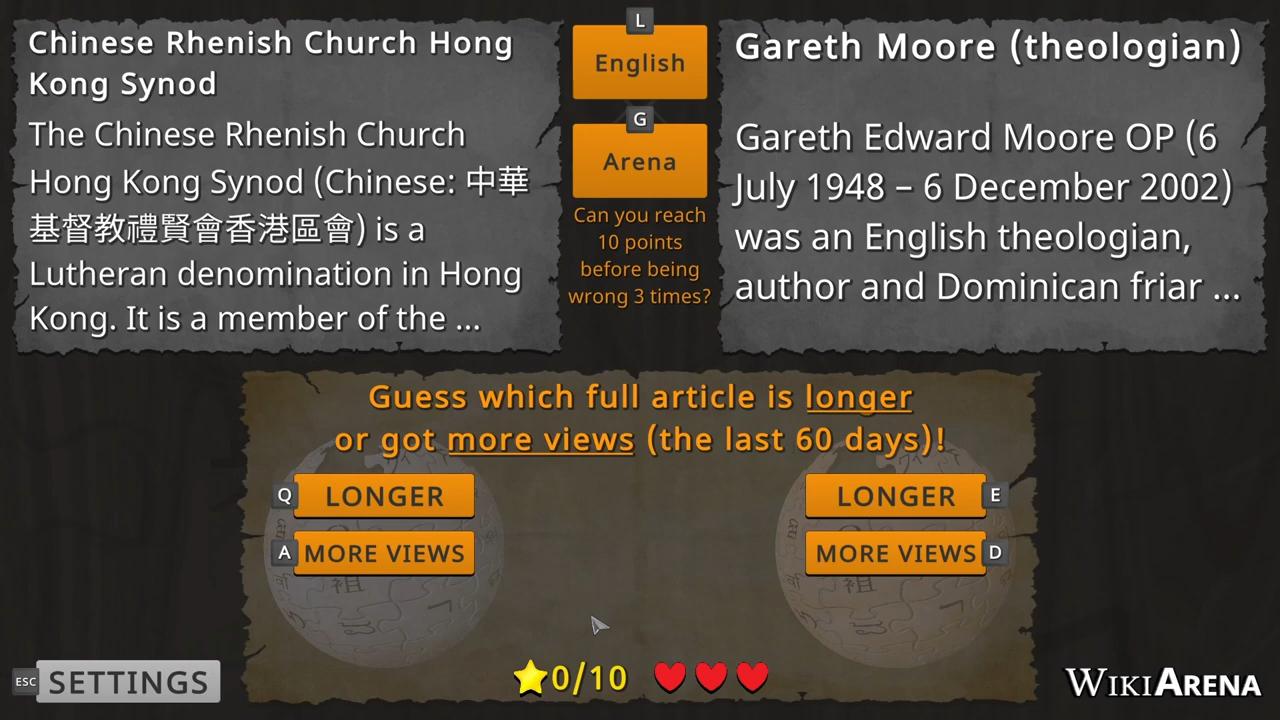 Chinese Rhenish Church Hong
Kong Synod
The Chinese Rhenish Church
Hong Kong Synod (Chinese: 中華
基督教禮賢會香港區會) is a
Lutheran denomination in Hong
Kong. It is a member of the ...
L
English
G
Arena
Can you reach
10 points
before being
wrong 3 times?
Gareth Moore (theologian)
Gareth Edward Moore OP (6
July 1948 – 6 December 2002)
was an English theologian,
author and Dominican friar ...
Guess which full article is longer
or got more views (the last 60 days)!
Q LONGER
LONGER E
A MORE VIEWS
MORE VIEWS D
ESC SETTINGS
0/10
WIKIARENA